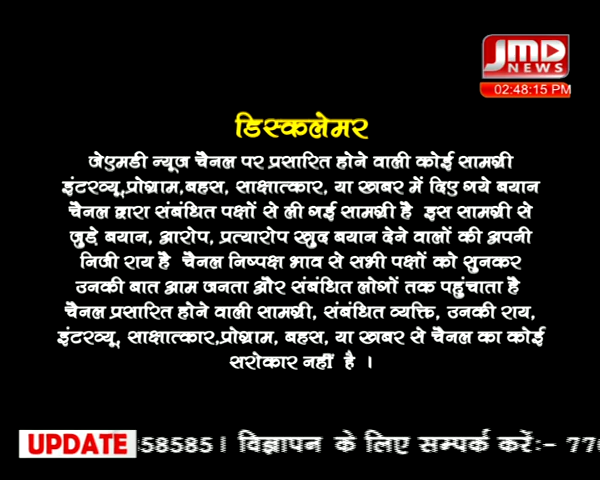 JMD
NEWS
02:48:15 PM
डिस्कलेमर
जेएमडी न्यूज चैनल पर प्रसारित होने वाली कोई सामग्री
इंटरव्यू,प्रोग्राम,बहस, साक्षात्कार, या खबर में दिए गये बयान
चैनल द्वारा संबंधित पक्षों से ली गई सामग्री है इस सामग्री से
जुड़े बयान, आरोप, प्रत्यारोप खुद बयान देने वालों की अपनी
निजी राय है चैनल निष्पक्ष भाव से सभी पक्षों को सुनकर
उनकी बात आम जनता और संबंधित लोगों तक पहुंचाता है
चैनल प्रसारित होने वाली सामग्री, संबंधित व्यक्ति, उनकी राय,
इंटरव्यू, साक्षात्कार,प्रोग्राम, बहस, या खबर से चैनल का कोई
सरोकार नहीं है ।
UPDATE 58585। विज्ञापन के लिए सम्पर्क करें:- 77